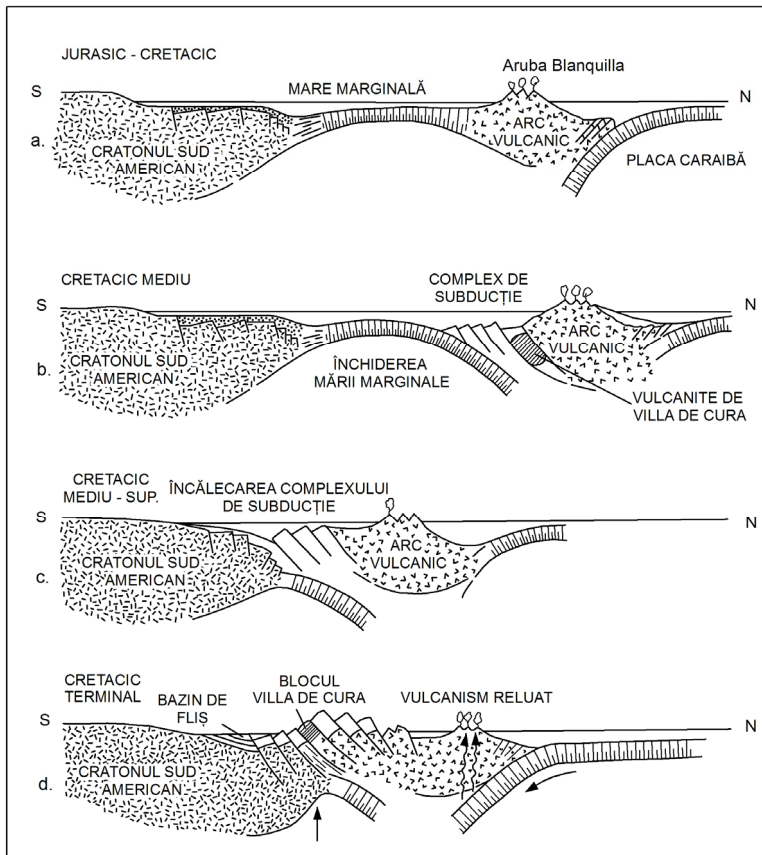 JURASIC - CRETACIC
Aruba Blanquilla
S
MARE MARGINALĂ
N
a.
CRATONUL SUD
AMERICAN
ARC
VULCANIC
PLACA CARAIBĂ
CRETACIC MEDIU
COMPLEX DE
SUBDUCȚIE
S
N
b.
CRATONUL SUD
AMERICAN
ÎNCHIDEREA
MĂRII MARGINALE
ARC
VULCANIC
VULCANITE DE
VILLA DE CURA
CRETACIC
MEDIU - SUP.
ÎNCĂLECAREA COMPLEXULUI
DE SUBDUCȚIE
S
N
c.
CRATONUL SUD
AMERICAN
ARC
VULCANIC
CRETACIC
TERMINAL
BAZIN DE
FLIȘ
BLOCUL
VILLA DE CURA
VULCANISM RELUAT
S
N
d.
CRATONUL SUD
AMERICAN